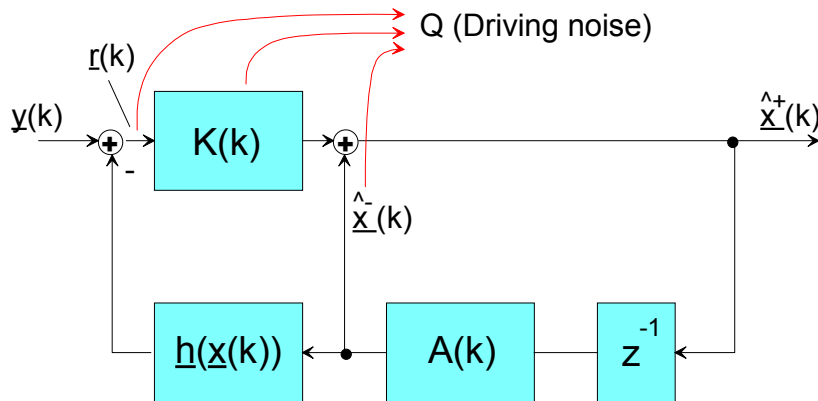 Q (Driving noise)
r(k)
y(k)
+
-
K(k)
+
x̂⁺(k)
x̂⁻(k)
h(x(k))
A(k)
z⁻¹